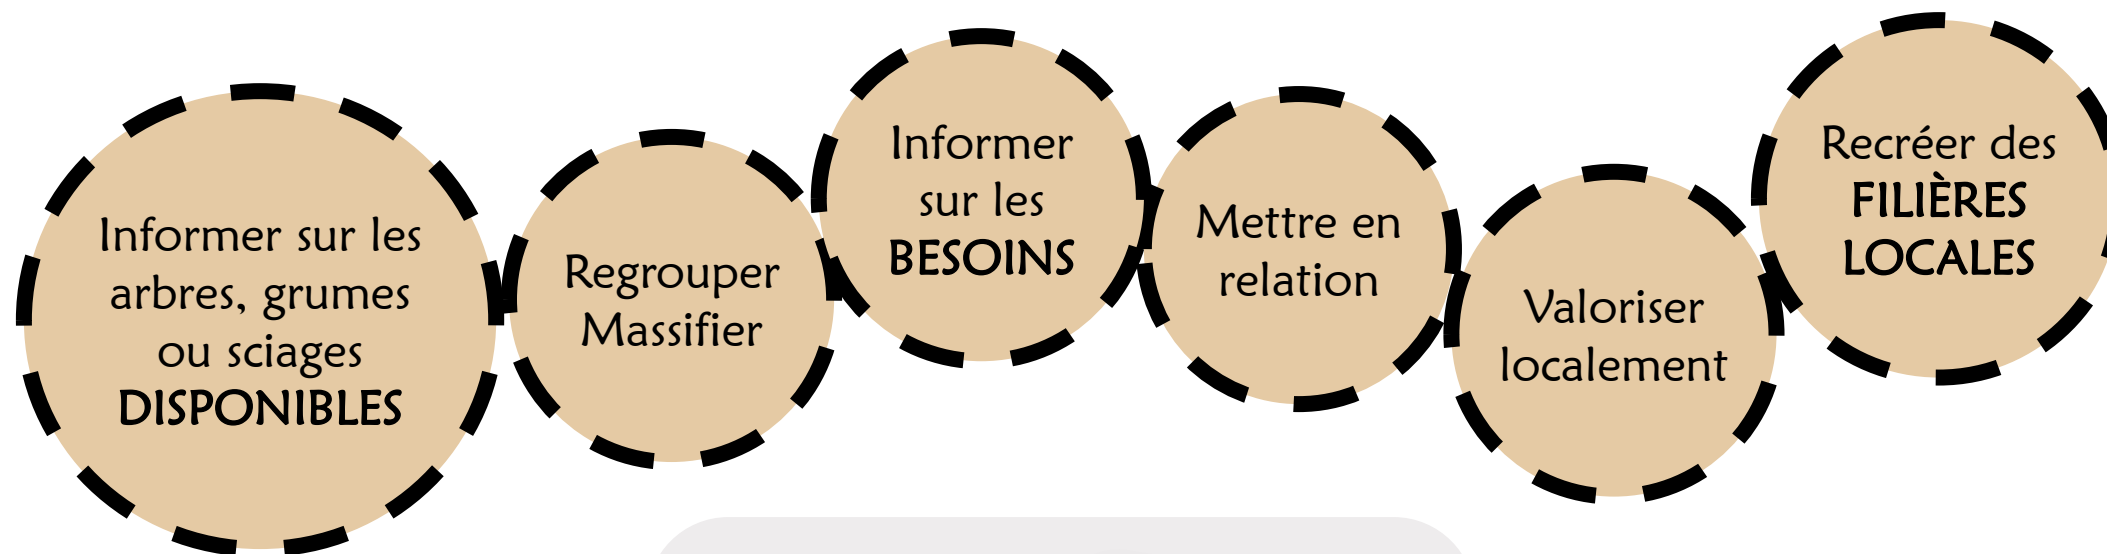 Informer sur les
arbres, grumes
ou sciages
DISPONIBLES
Regrouper
Massifier
Informer
sur les
BESOINS
Mettre en
relation
Valoriser
localement
Recréer des
FILIÈRES
LOCALES